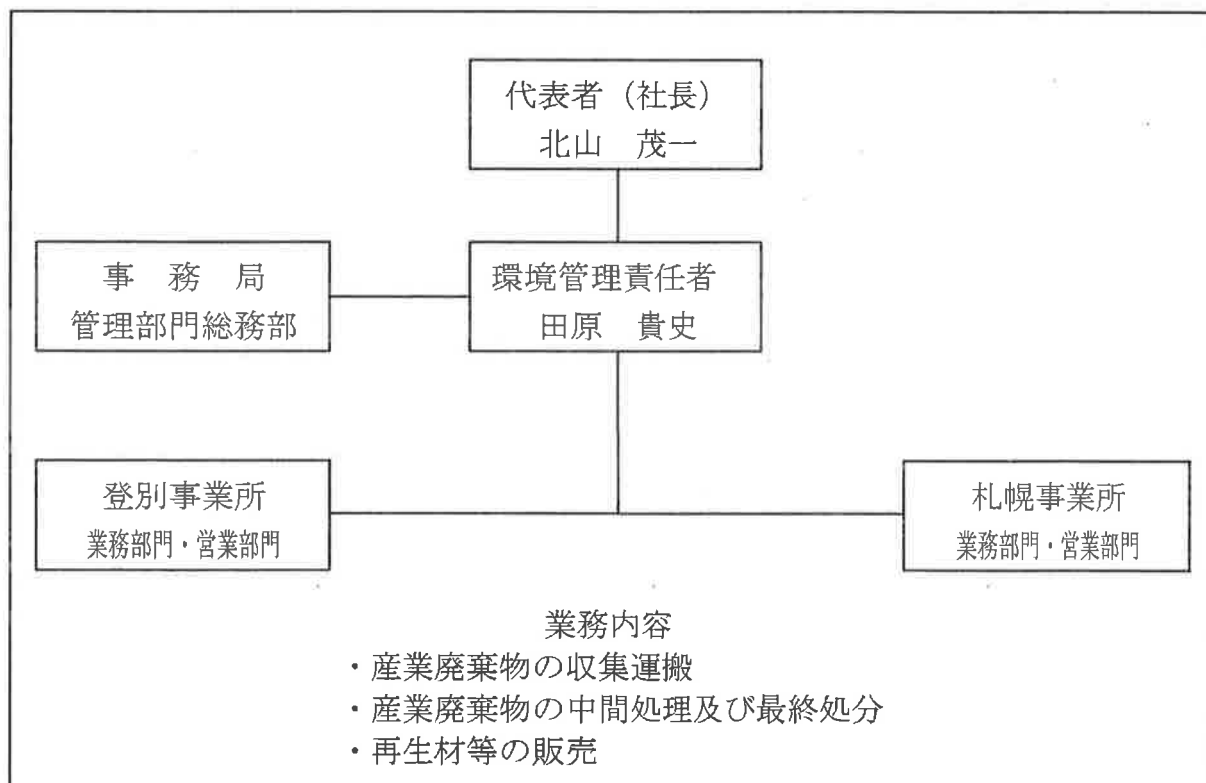 代表者（社長）
北山　茂一
事　務　局
管理部門総務部
環境管理責任者
田原　貴史
登別事業所
業務部門・営業部門
札幌事業所
業務部門・営業部門
業務内容
・産業廃棄物の収集運搬
・産業廃棄物の中間処理及び最終処分
・再生材等の販売